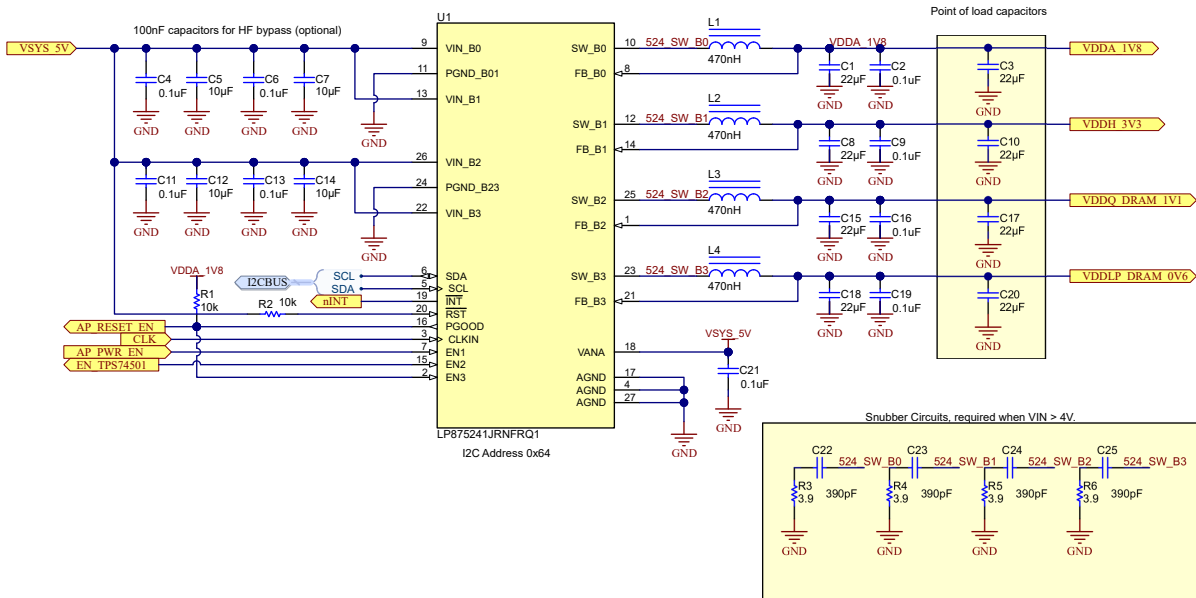 U1
Point of load capacitors
100nF capacitors for HF bypass (optional)
VSYS_5V
9 VIN_B0
11 PGND_B01
13 VIN_B1
26 VIN_B2
24 PGND_B23
22 VIN_B3
C4 0.1uF GND
C5 10µF GND
C6 0.1uF GND
C7 10µF GND
GND
C11 0.1uF GND
C12 10µF GND
C13 0.1uF GND
C14 10µF GND
GND
VDDA_1V8
R1 10k
I2CBUS
SCL
SDA
nINT
R2 10k
AP_RESET_EN
CLK
AP_PWR_EN
EN_TPS74501
6 SDA
5 SCL
19 INT
20 RST
16 PGOOD
3 CLKIN
7 EN1
15 EN2
2 EN3
SW_B0 10 524_SW_B0
FB_B0 8
L1 470nH
VDDA_1V8
C1 22µF GND
C2 0.1uF GND
C3 22µF GND
VDDA_1V8
SW_B1 12 524_SW_B1
FB_B1 14
L2 470nH
C8 22µF GND
C9 0.1uF GND
C10 22µF GND
VDDH_3V3
SW_B2 25 524_SW_B2
FB_B2 1
L3 470nH
C15 22µF GND
C16 0.1uF GND
C17 22µF GND
VDDQ_DRAM_1V1
SW_B3 23 524_SW_B3
FB_B3 21
L4 470nH
C18 22µF GND
C19 0.1uF GND
C20 22µF GND
VDDLP_DRAM_0V6
VANA 18
VSYS_5V
C21 0.1uF GND
AGND 17
AGND 4
AGND 27
GND
LP875241JRNFRQ1
I2C Address 0x64
Snubber Circuits, required when VIN > 4V.
C22 524_SW_B0
R3 3.9 390pF GND
C23 524_SW_B1
R4 3.9 390pF GND
C24 524_SW_B2
R5 3.9 390pF GND
C25 524_SW_B3
R6 3.9 390pF GND